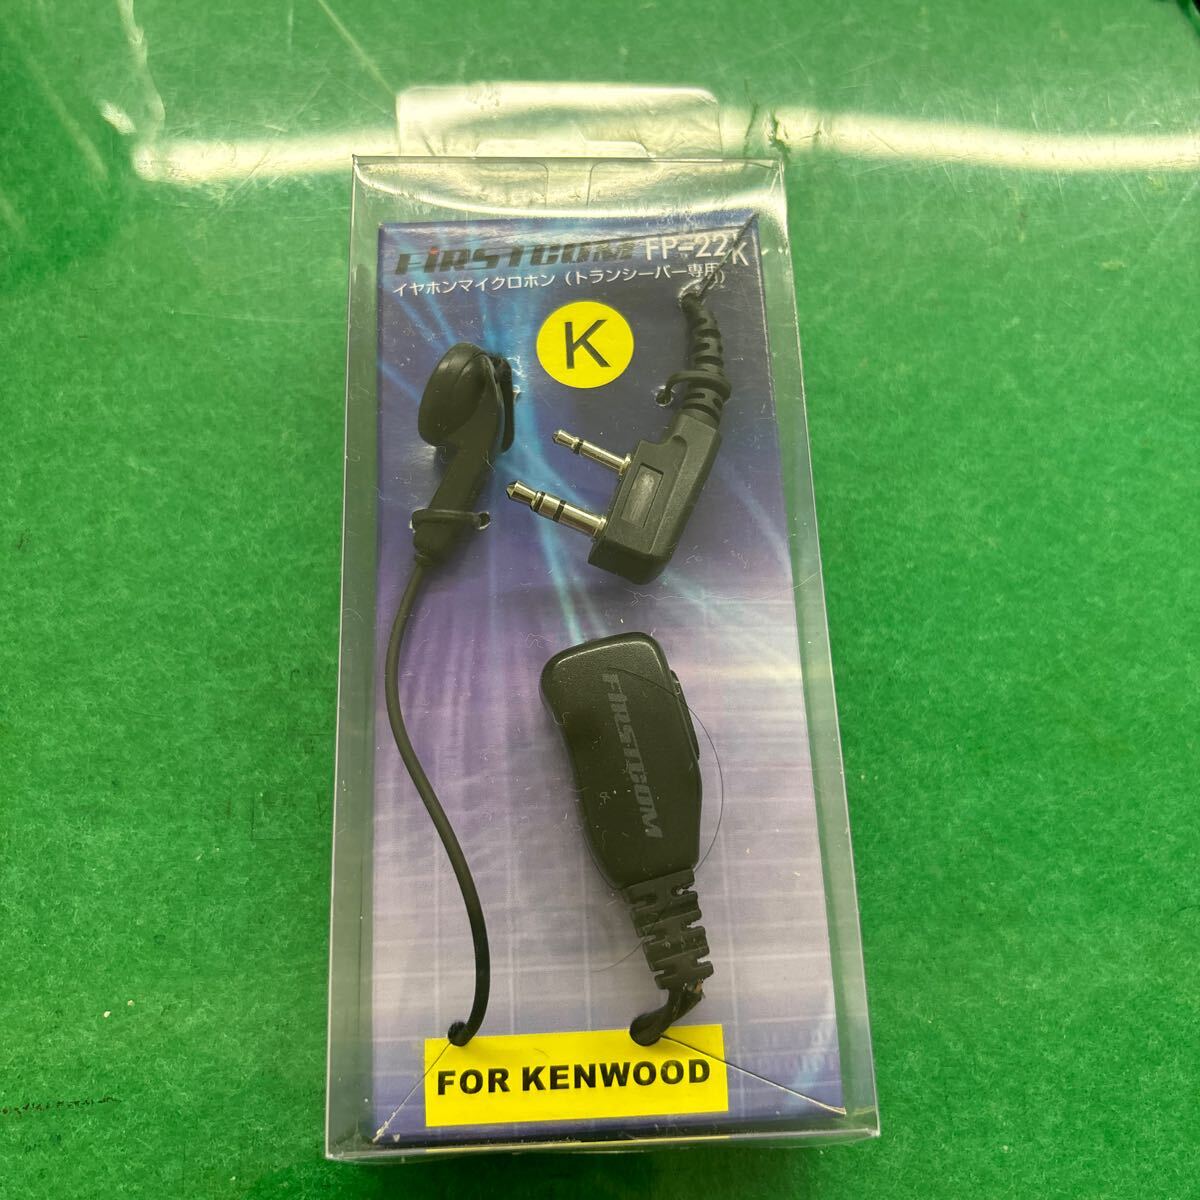 FIRSTCOM FP-22K
イヤホンマイクロホン（トランシーバー専用）
K
FIRSTCOM
FOR KENWOOD